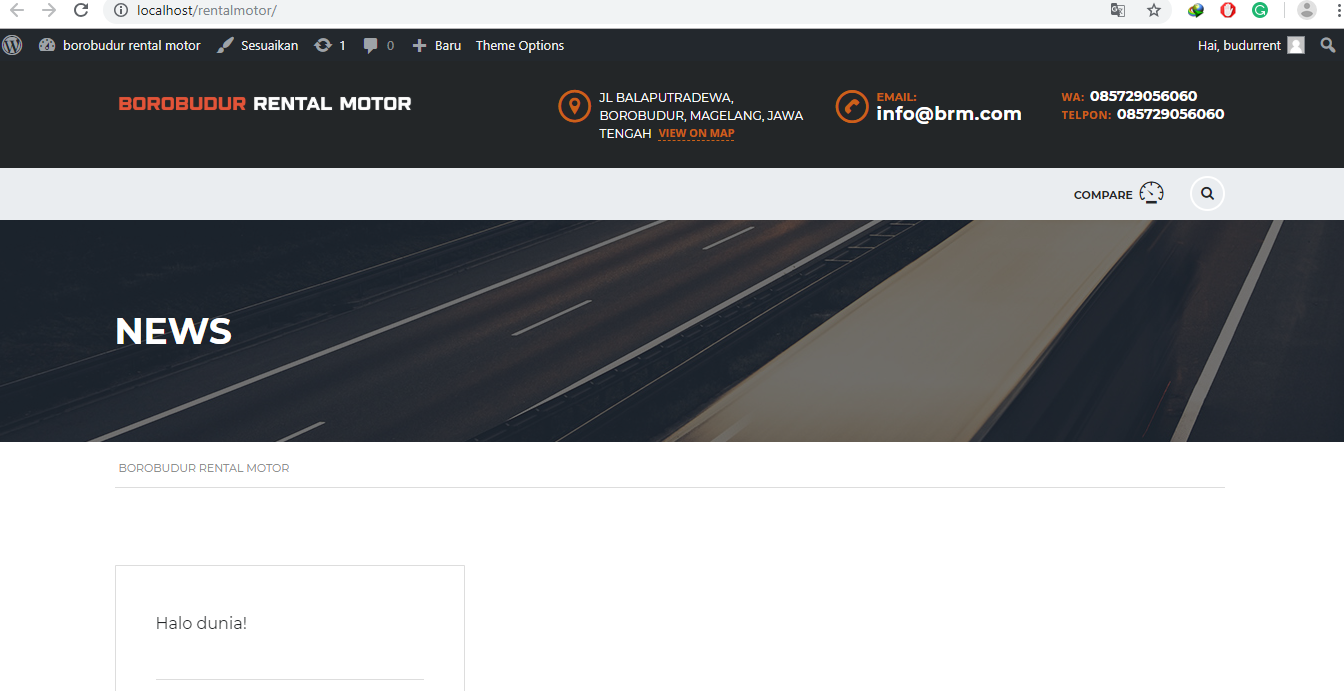 localhost/rentalmotor/
borobudur rental motor Sesuaikan 1 0 Baru Theme Options Hai, budurrent
BOROBUDUR RENTAL MOTOR
JL BALAPUTRADEWA,
BOROBUDUR, MAGELANG, JAWA
TENGAH VIEW ON MAP
EMAIL:
info@brm.com
WA: 085729056060
TELPON: 085729056060
COMPARE
NEWS
BOROBUDUR RENTAL MOTOR
Halo dunia!